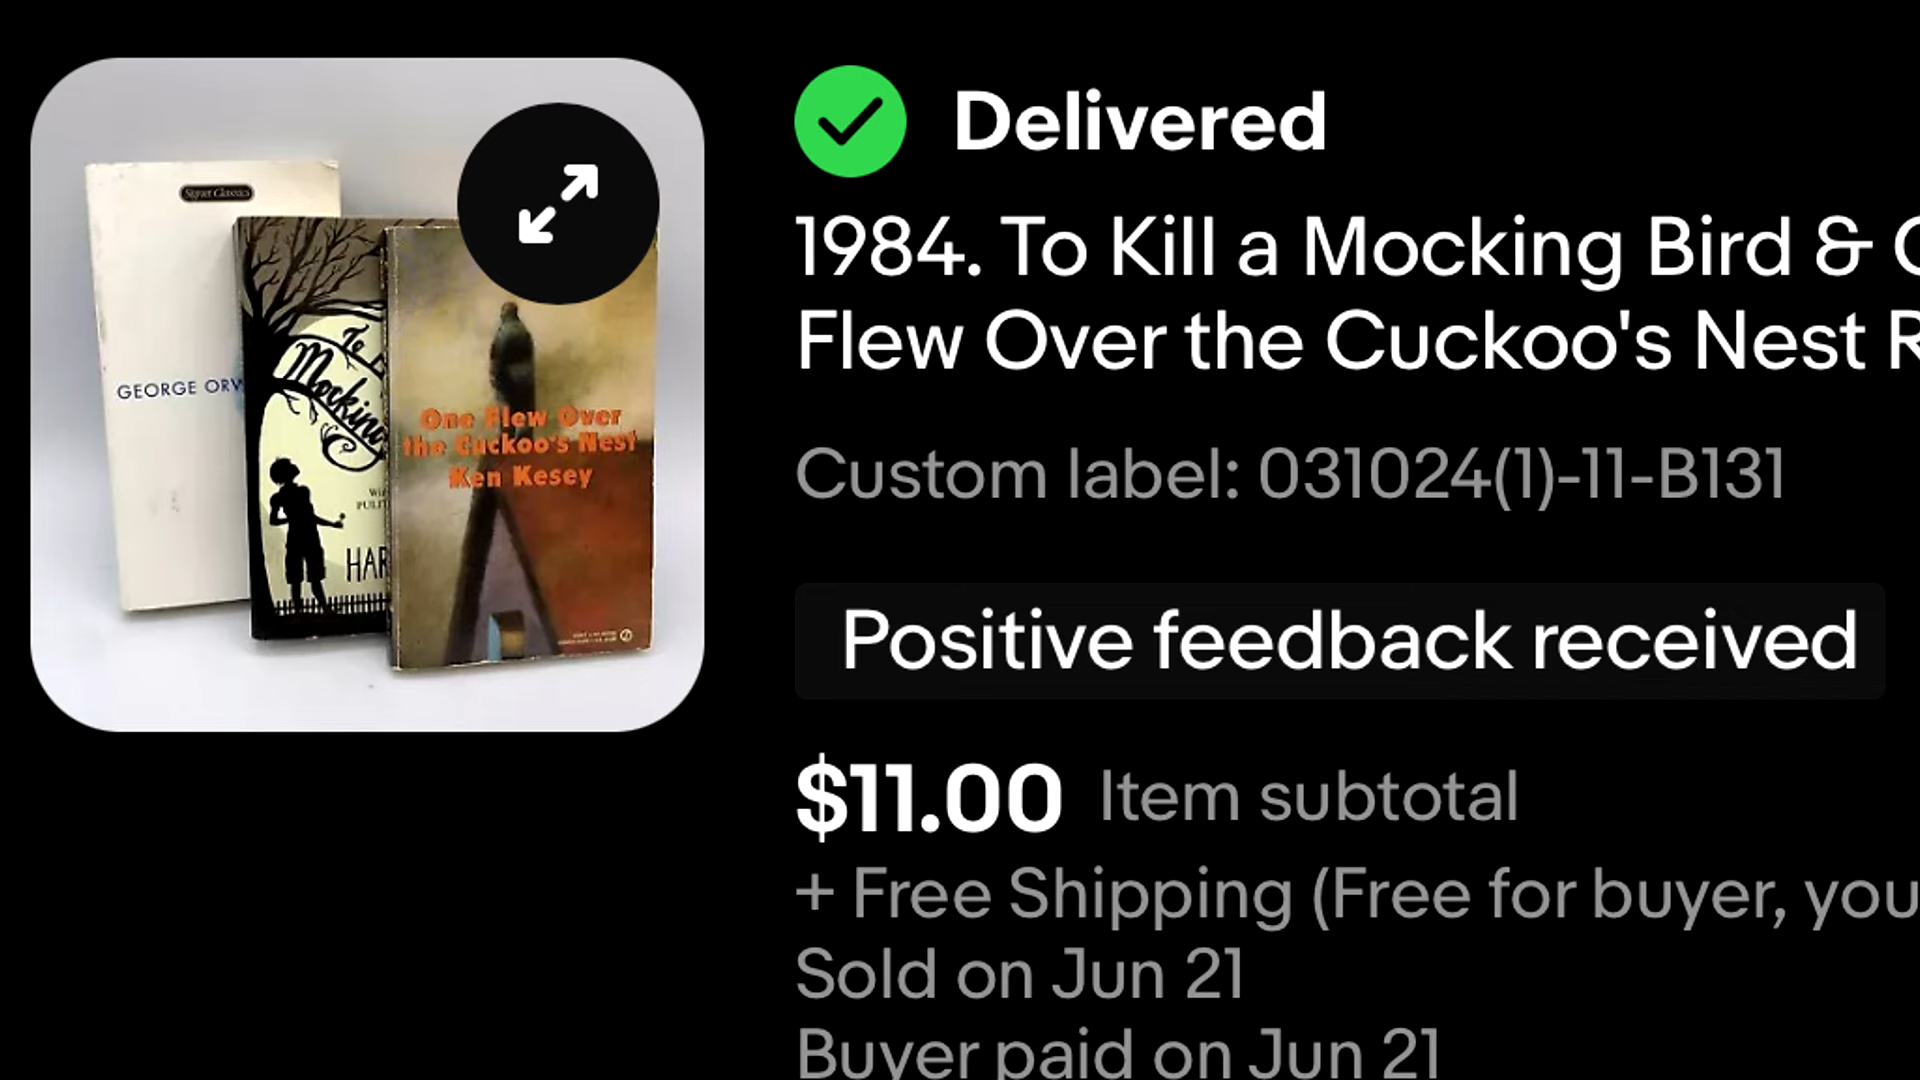 Signet Classics
GEORGE ORW
To
Mocking
PULIT
HAR
One Flew Over
the Cuckoo's Nest
Ken Kesey
Delivered
1984. To Kill a Mocking Bird &
Flew Over the Cuckoo's Nest R
Custom label: 031024(1)-11-B131
Positive feedback received
$11.00 Item subtotal
+ Free Shipping (Free for buyer, you
Sold on Jun 21
Buyer paid on Jun 21